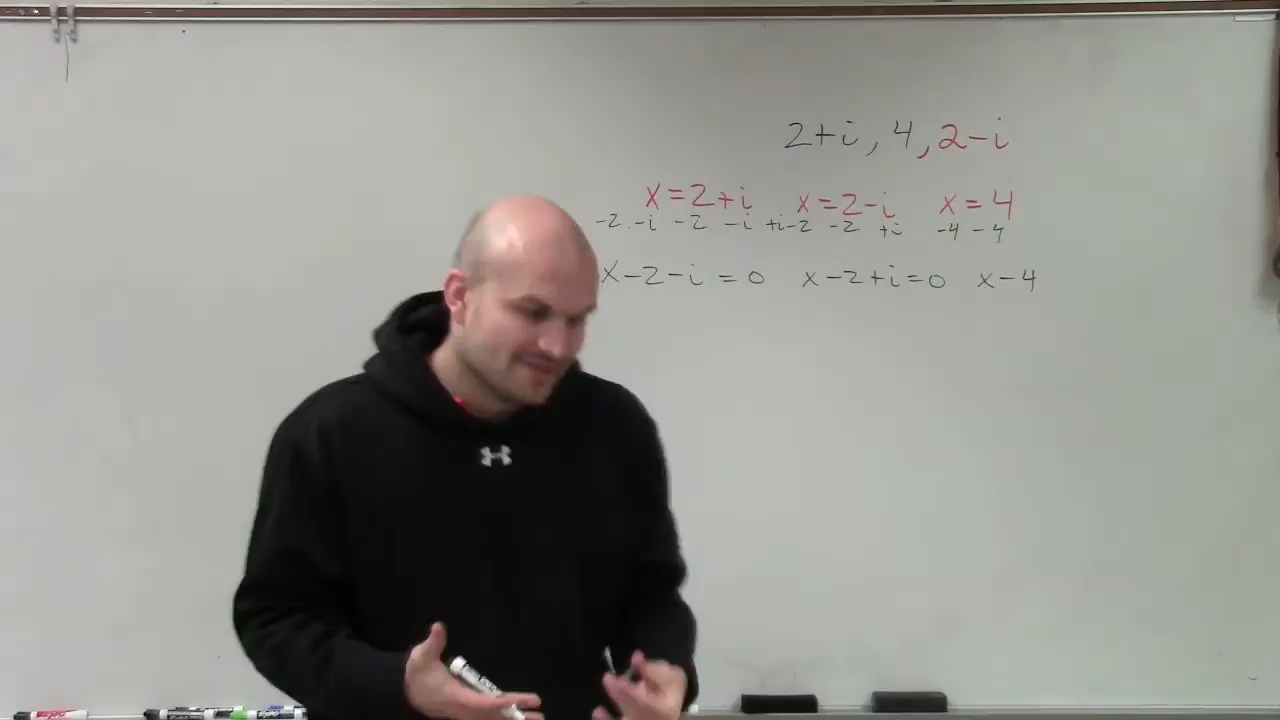 2+i, 4, 2-i
x=2+i x=2-i x=4
-2 -i -2 -i +i-2 -2 +i -4 -4
x-2-i=0 x-2+i=0 x-4